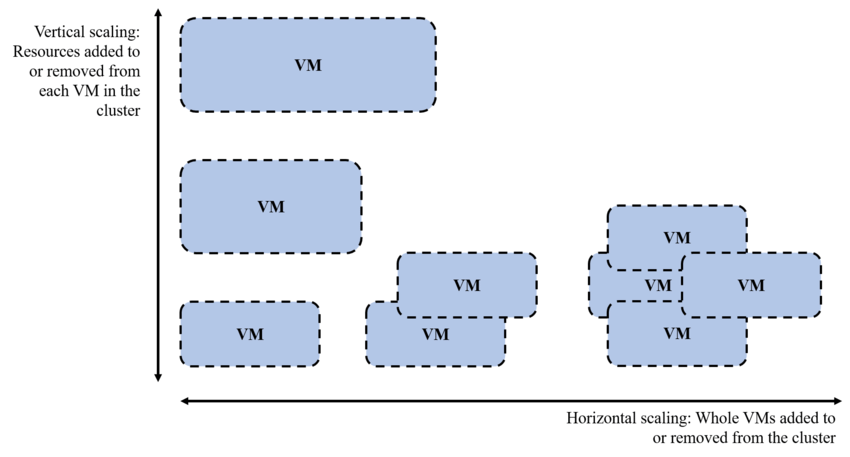 Vertical scaling:
Resources added to
or removed from
each VM in the
cluster
VM
VM
VM
VM
VM
VM
VM
VM
VM
Horizontal scaling: Whole VMs added to
or removed from the cluster